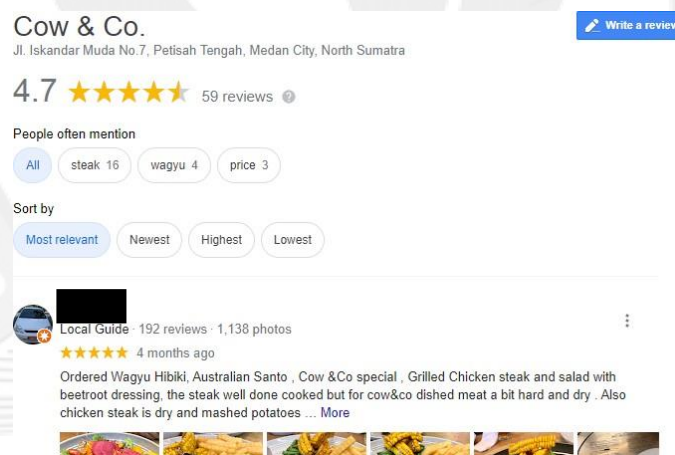 Cow & Co.
Write a review
Jl. Iskandar Muda No.7, Petisah Tengah, Medan City, North Sumatra
4.7 59 reviews
People often mention
All steak 16 wagyu 4 price 3
Sort by
Most relevant Newest Highest Lowest
Local Guide · 192 reviews · 1,138 photos
4 months ago
Ordered Wagyu Hibiki, Australian Santo , Cow &Co special , Grilled Chicken steak and salad with
beetroot dressing, the steak well done cooked but for cow&co dished meat a bit hard and dry . Also
chicken steak is dry and mashed potatoes ... More